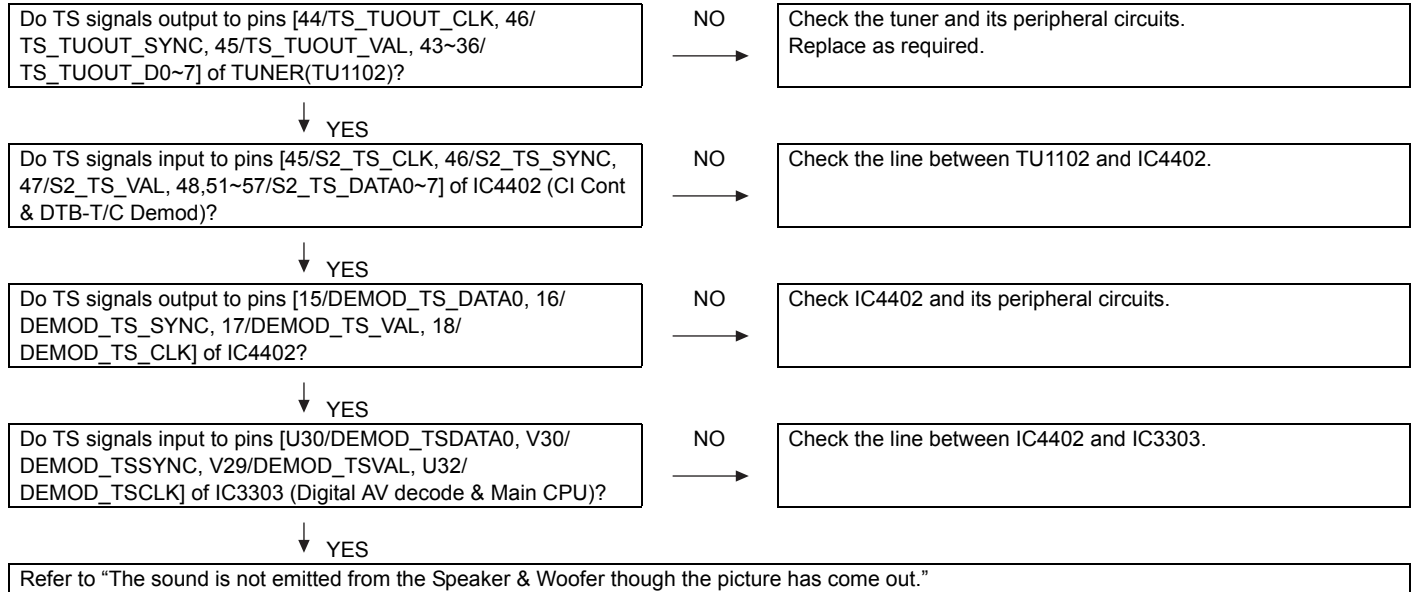 Do TS signals output to pins [44/TS_TUOUT_CLK, 46/
TS_TUOUT_SYNC, 45/TS_TUOUT_VAL, 43~36/
TS_TUOUT_D0~7] of TUNER(TU1102)?
NO
Check the tuner and its peripheral circuits.
Replace as required.
YES
Do TS signals input to pins [45/S2_TS_CLK, 46/S2_TS_SYNC,
47/S2_TS_VAL, 48,51~57/S2_TS_DATA0~7] of IC4402 (CI Cont
& DTB-T/C Demod)?
NO
Check the line between TU1102 and IC4402.
YES
Do TS signals output to pins [15/DEMOD_TS_DATA0, 16/
DEMOD_TS_SYNC, 17/DEMOD_TS_VAL, 18/
DEMOD_TS_CLK] of IC4402?
NO
Check IC4402 and its peripheral circuits.
YES
Do TS signals input to pins [U30/DEMOD_TSDATA0, V30/
DEMOD_TSSYNC, V29/DEMOD_TSVAL, U32/
DEMOD_TSCLK] of IC3303 (Digital AV decode & Main CPU)?
NO
Check the line between IC4402 and IC3303.
YES
Refer to “The sound is not emitted from the Speaker & Woofer though the picture has come out.”